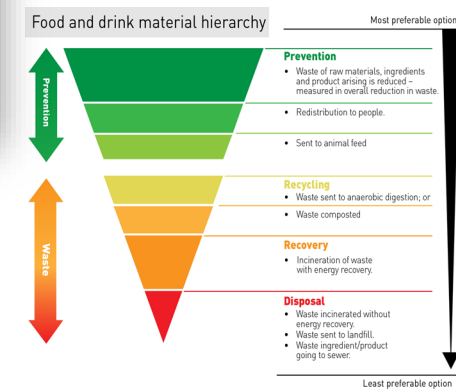 Food and drink material hierarchy
Most preferable option
Prevention
Prevention
• Waste of raw materials, ingredients
and product arising is reduced –
measured in overall reduction in waste.
• Redistribution to people.
• Sent to animal feed
Waste
Recycling
• Waste sent to anaerobic digestion; or
• Waste composted
Recovery
• Incineration of waste
with energy recovery.
Disposal
• Waste incinerated without
energy recovery.
• Waste sent to landfill.
• Waste ingredient/product
going to sewer.
Least preferable option